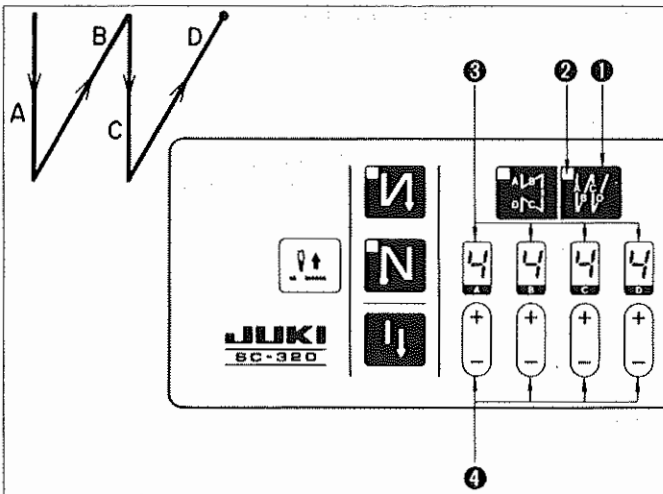 B D
A
C
3 2 1
A B D C
A C B D
4 4 4 4
A B C D
+ + + +
− − − −
JUKI
SC-320
4